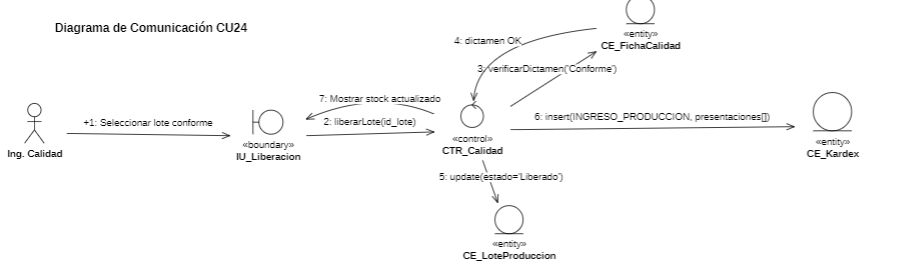 Diagrama de Comunicación CU24
4: dictamen OK
«entity»
CE_FichaCalidad
3: verificarDictamen('Conforme')
7: Mostrar stock actualizado
+1: Seleccionar lote conforme
2: liberarLote(id_lote)
6: insert(INGRESO_PRODUCCION, presentaciones[])
Ing. Calidad
«boundary»
IU_Liberacion
«control»
CTR_Calidad
«entity»
CE_Kardex
5: update(estado='Liberado')
«entity»
CE_LoteProduccion